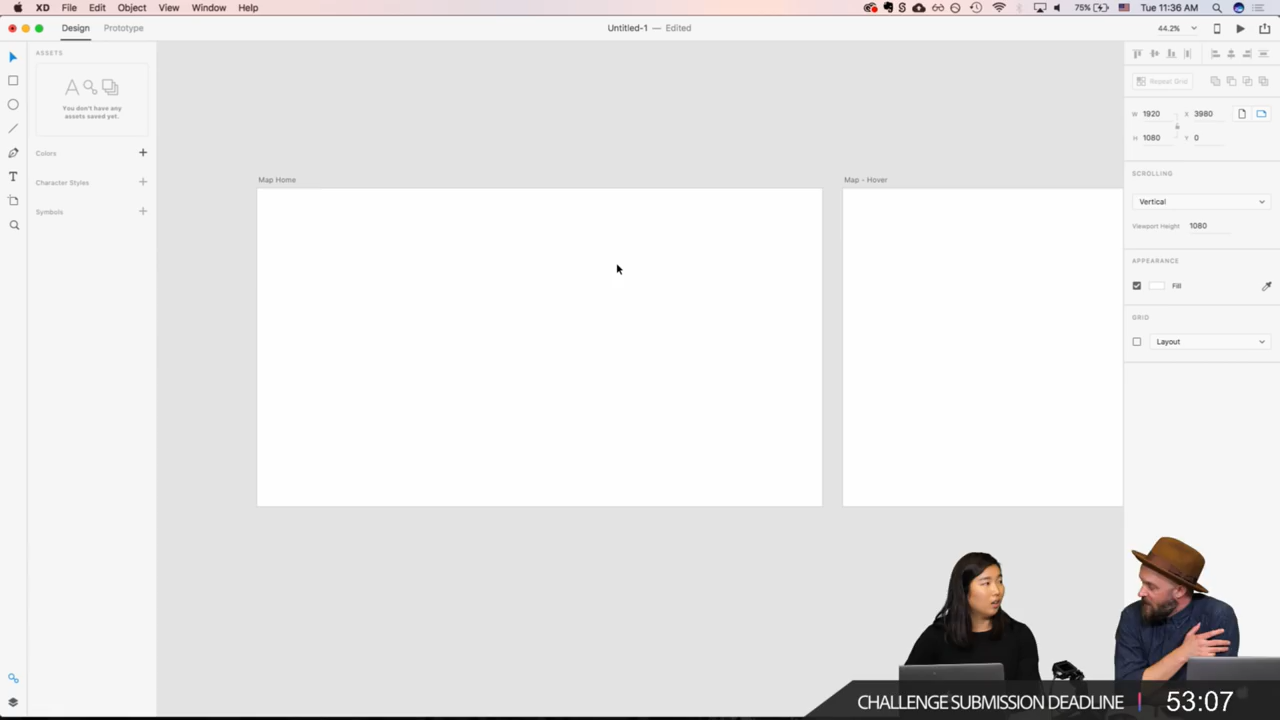 XD File Edit Object View Window Help
75% Tue 11:36 AM
Design Prototype
Untitled-1 — Edited
44.2%
ASSETS
You don't have any
assets saved yet.
Colors
Character Styles
Symbols
Map Home
Map - Hover
Repeat Grid
W 1920 X 3980
H 1080 Y 0
SCROLLING
Vertical
Viewport Height 1080
APPEARANCE
Fill
GRID
Layout
CHALLENGE SUBMISSION DEADLINE | 53:07